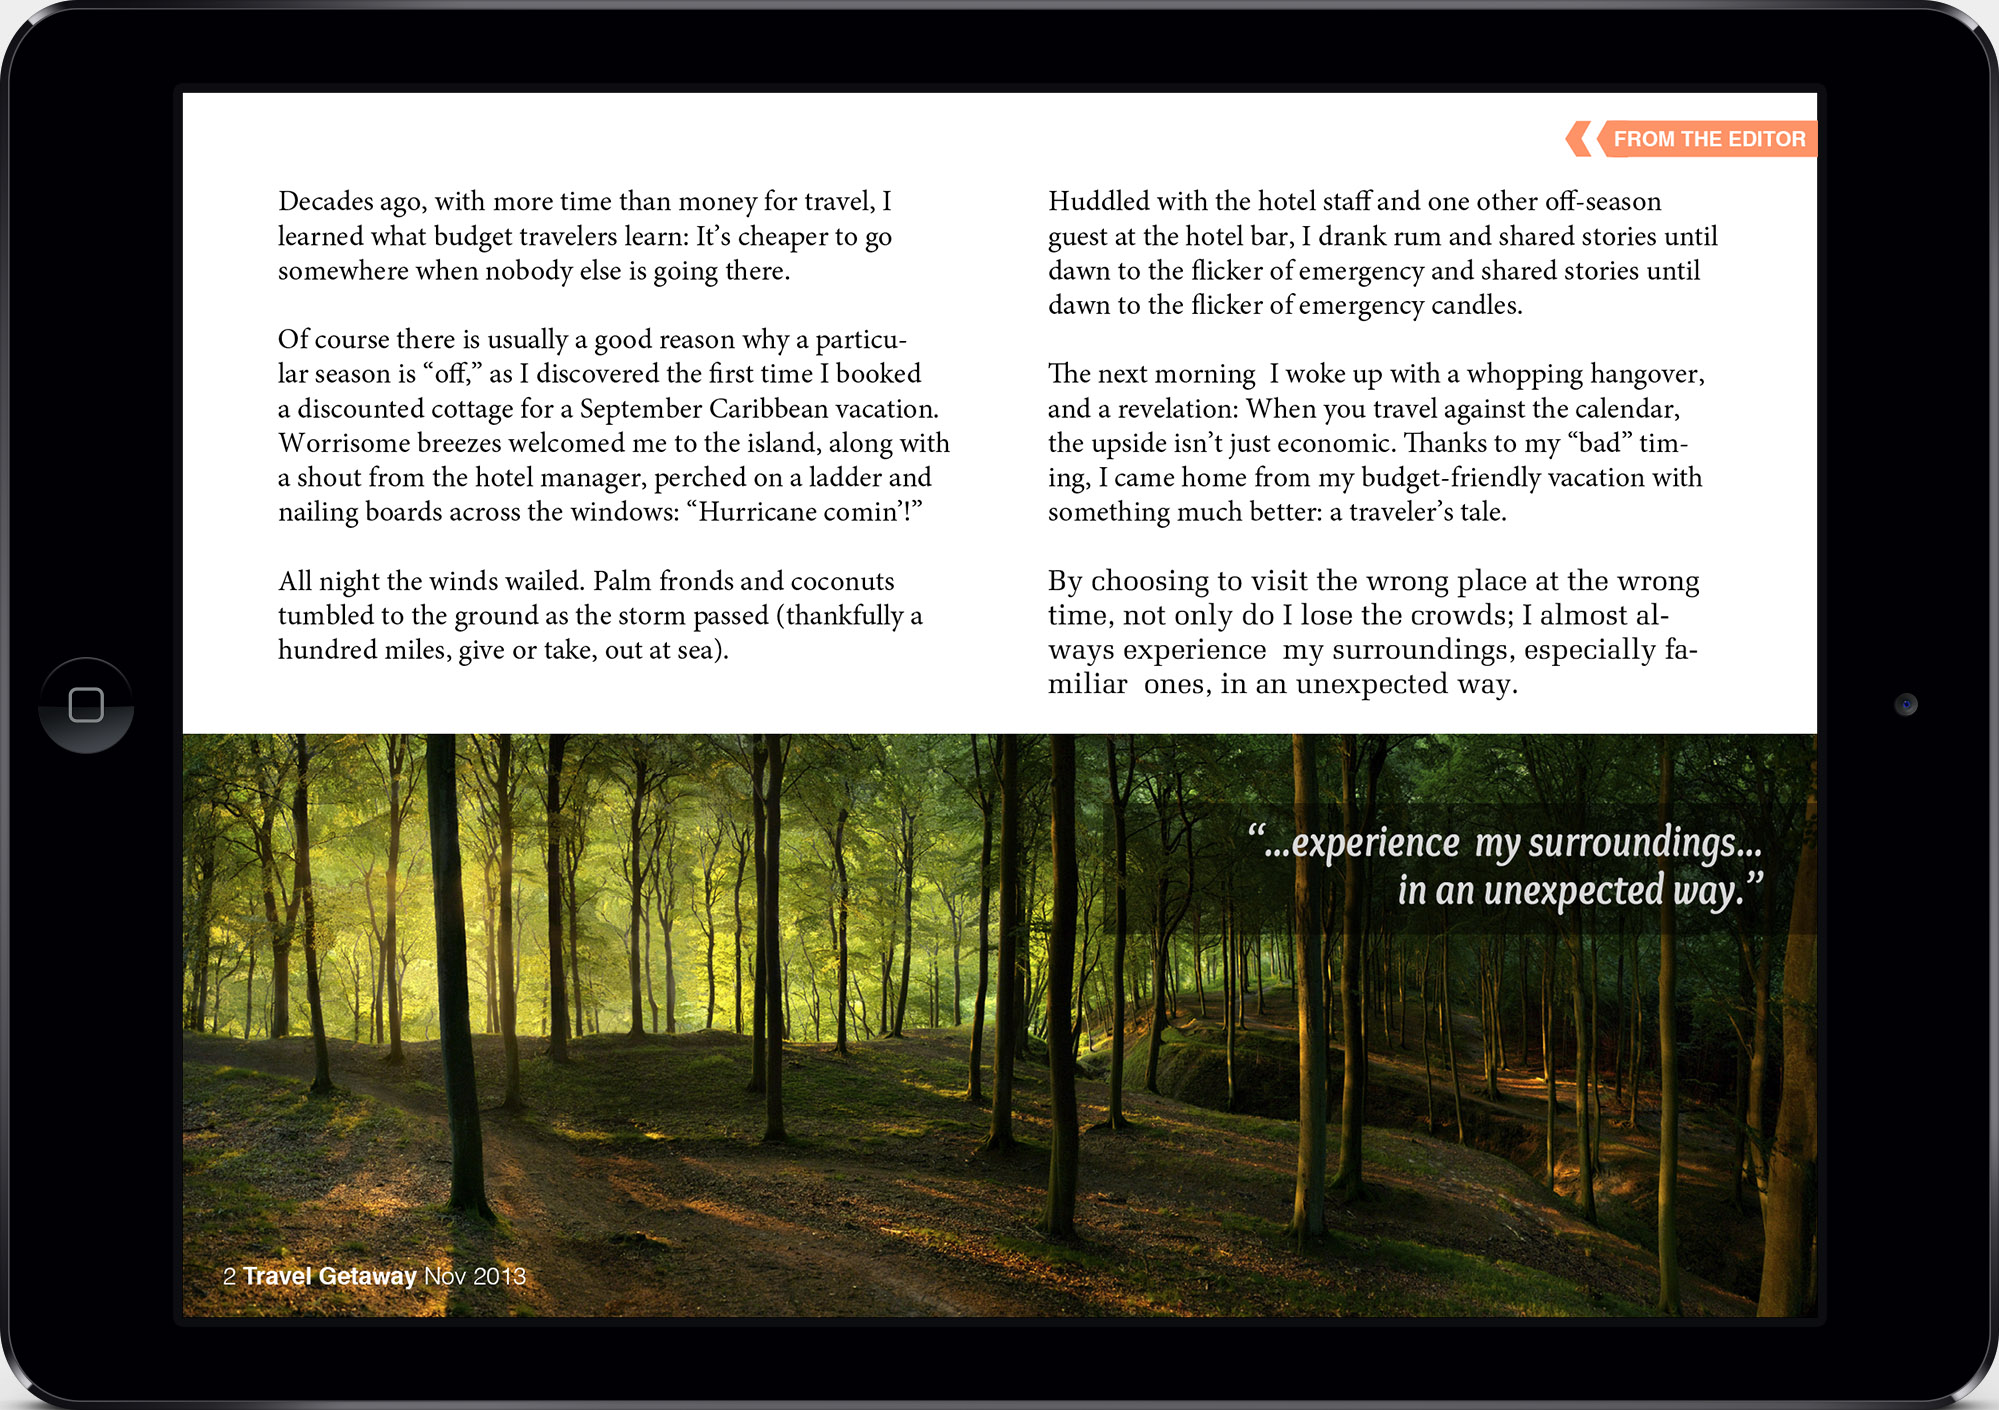 FROM THE EDITOR
Decades ago, with more time than money for travel, I
learned what budget travelers learn: It’s cheaper to go
somewhere when nobody else is going there.
Of course there is usually a good reason why a particu-
lar season is “off,” as I discovered the first time I booked
a discounted cottage for a September Caribbean vacation.
Worrisome breezes welcomed me to the island, along with
a shout from the hotel manager, perched on a ladder and
nailing boards across the windows: “Hurricane comin’!”
All night the winds wailed. Palm fronds and coconuts
tumbled to the ground as the storm passed (thankfully a
hundred miles, give or take, out at sea).
Huddled with the hotel staff and one other off-season
guest at the hotel bar, I drank rum and shared stories until
dawn to the flicker of emergency and shared stories until
dawn to the flicker of emergency candles.
The next morning  I woke up with a whopping hangover,
and a revelation: When you travel against the calendar,
the upside isn’t just economic. Thanks to my “bad” tim-
ing, I came home from my budget-friendly vacation with
something much better: a traveler’s tale.
By choosing to visit the wrong place at the wrong
time, not only do I lose the crowds; I almost al-
ways experience  my surroundings, especially fa-
miliar  ones, in an unexpected way.
“...experience  my surroundings...
in an unexpected way.”
2 Travel Getaway Nov 2013